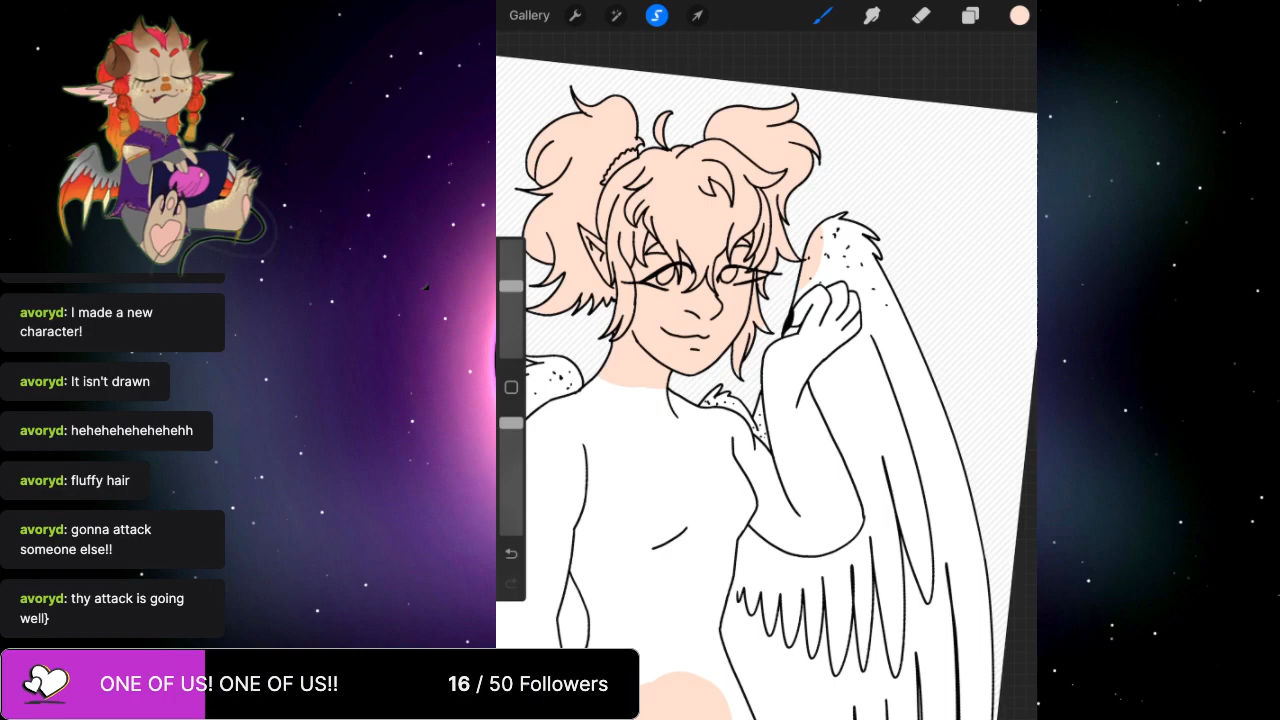 Gallery
avoryd: I made a new
character!
avoryd: It isn't drawn
avoryd: hehehehehehehehh
avoryd: fluffy hair
avoryd: gonna attack
someone else!!
avoryd: thy attack is going
well}
ONE OF US! ONE OF US!!
16 / 50 Followers